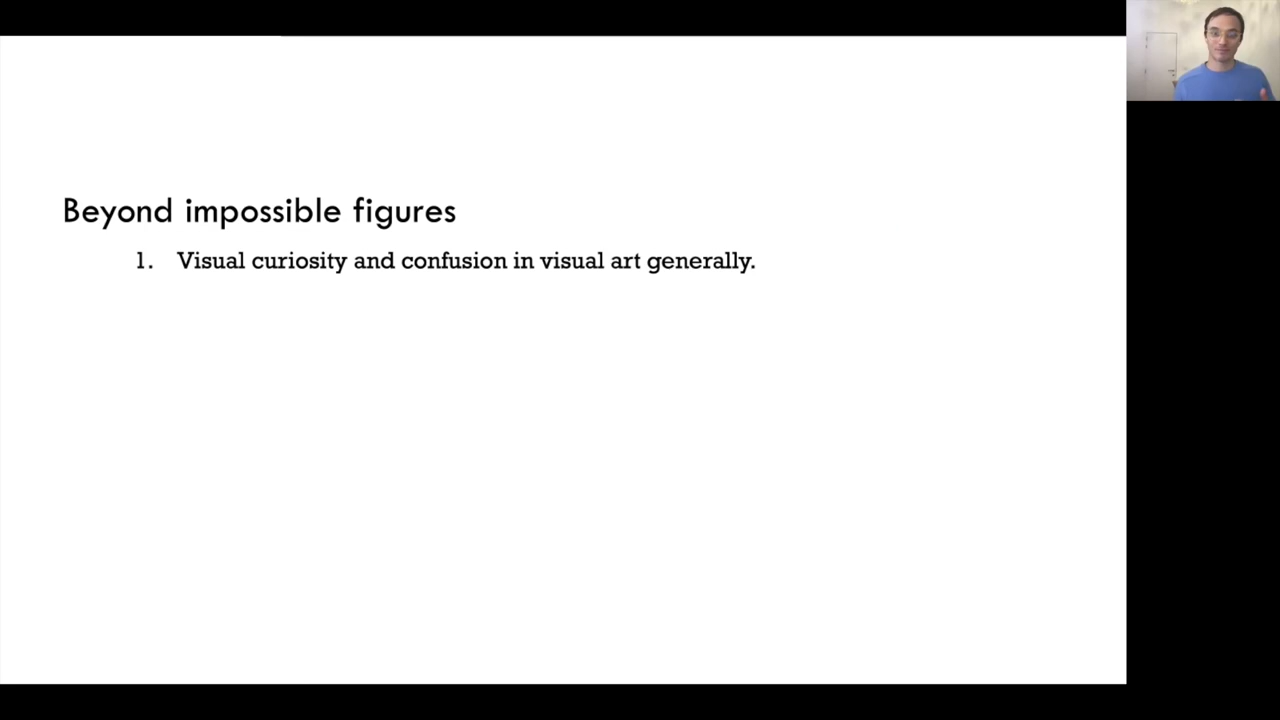 Beyond impossible figures
1. Visual curiosity and confusion in visual art generally.